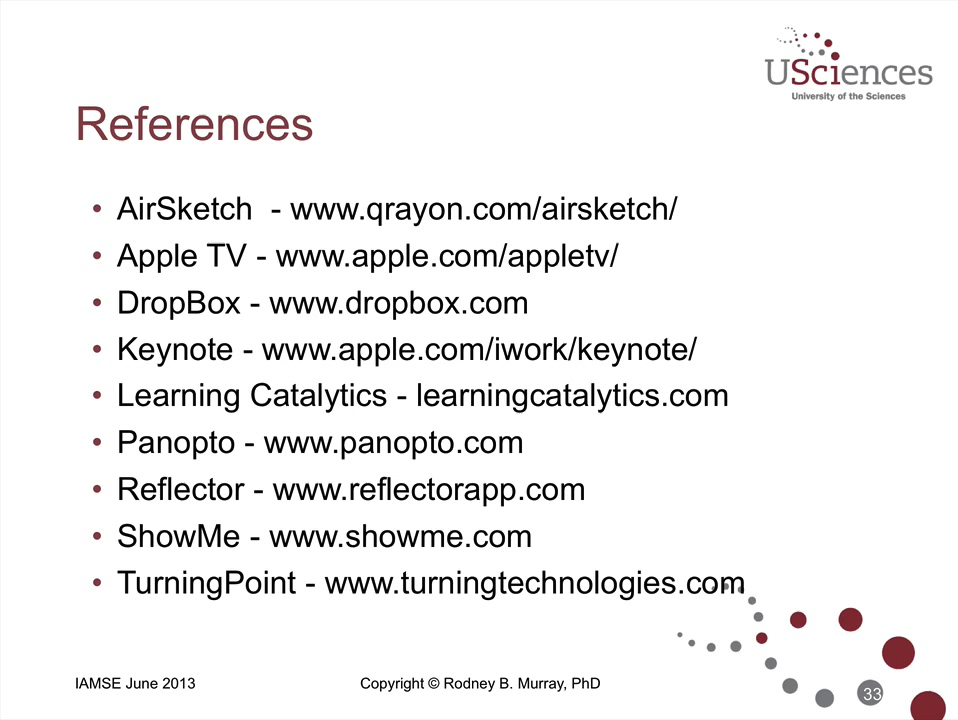 USciences
University of the Sciences
References
• AirSketch - www.qrayon.com/airsketch/
• Apple TV - www.apple.com/appletv/
• DropBox - www.dropbox.com
• Keynote - www.apple.com/iwork/keynote/
• Learning Catalytics - learningcatalytics.com
• Panopto - www.panopto.com
• Reflector - www.reflectorapp.com
• ShowMe - www.showme.com
• TurningPoint - www.turningtechnologies.com
IAMSE June 2013
Copyright © Rodney B. Murray, PhD
33